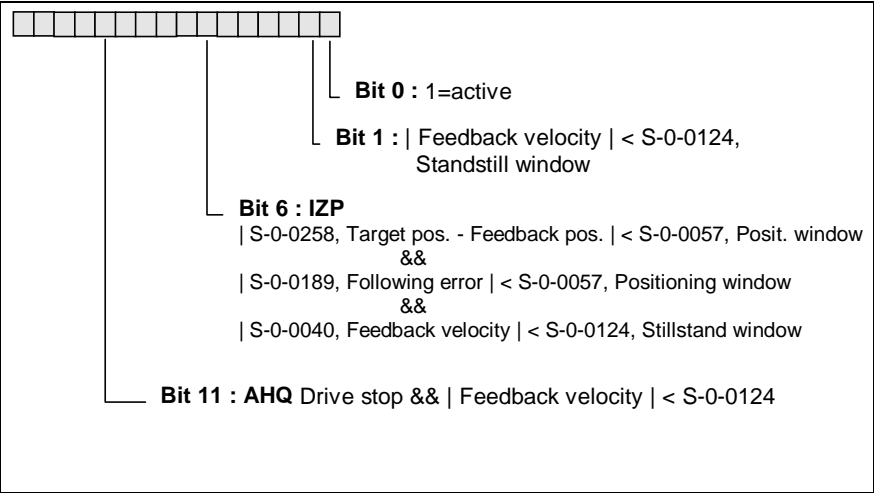 Bit 0 : 1=active
Bit 1 : | Feedback velocity | < S-0-0124,
Standstill window
Bit 6 : IZP
| S-0-0258, Target pos. - Feedback pos. | < S-0-0057, Posit. window
&&
| S-0-0189, Following error | < S-0-0057, Positioning window
&&
| S-0-0040, Feedback velocity | < S-0-0124, Stillstand window
Bit 11 : AHQ Drive stop && | Feedback velocity | < S-0-0124